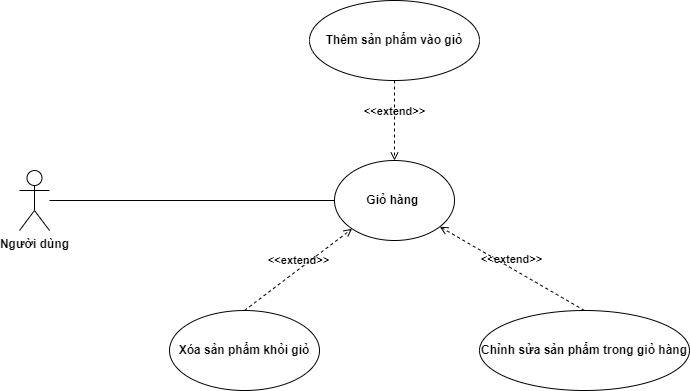 Thêm sản phẩm vào giỏ
<<extend>>
Giỏ hàng
Người dùng
<<extend>>
<<extend>>
Xóa sản phẩm khỏi giỏ
Chỉnh sửa sản phẩm trong giỏ hàng